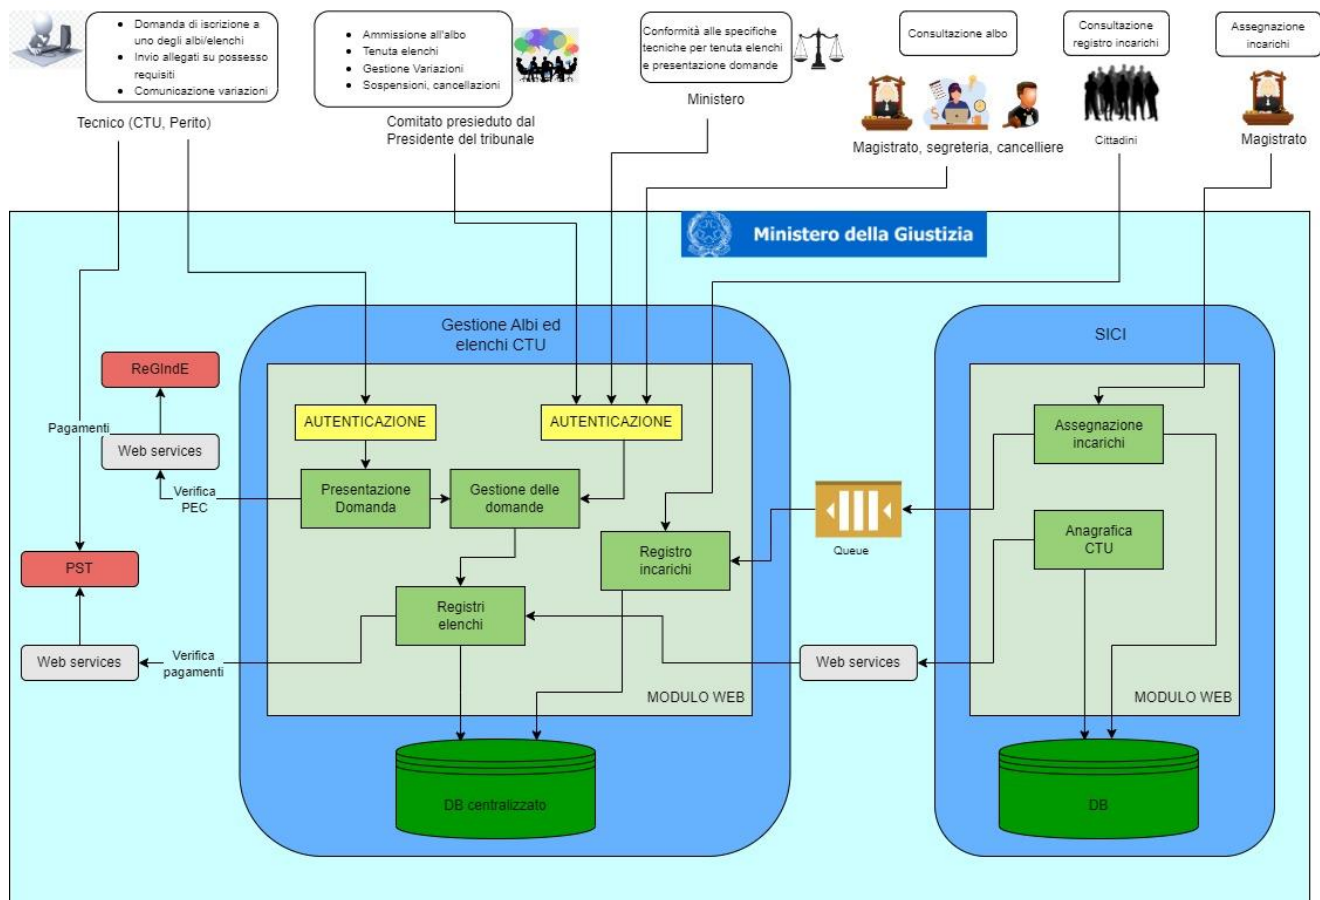 Domanda di iscrizione a
uno degli albi/elenchi
Invio allegati su possesso
requisiti
Comunicazione variazioni
Tecnico (CTU, Perito)
Ammissione all'albo
Tenuta elenchi
Gestione Variazioni
Sospensioni, cancellazioni
Comitato presieduto dal
Presidente del tribunale
Conformità alle specifiche
tecniche per tenuta elenchi
e presentazione domande
Ministero
Consultazione albo
Magistrato, segreteria, cancelliere
Consultazione
registro incarichi
Cittadini
Assegnazione
incarichi
Magistrato
Ministero della Giustizia
Gestione Albi ed
elenchi CTU
SICI
ReGIndE
Pagamenti
Web services
Verifica
PEC
AUTENTICAZIONE
AUTENTICAZIONE
Presentazione
Domanda
Gestione delle
domande
Registro
incarichi
Queue
Assegnazione
incarichi
Anagrafica
CTU
PST
Registri
elenchi
Web services
Verifica
pagamenti
Web services
MODULO WEB
MODULO WEB
DB centralizzato
DB